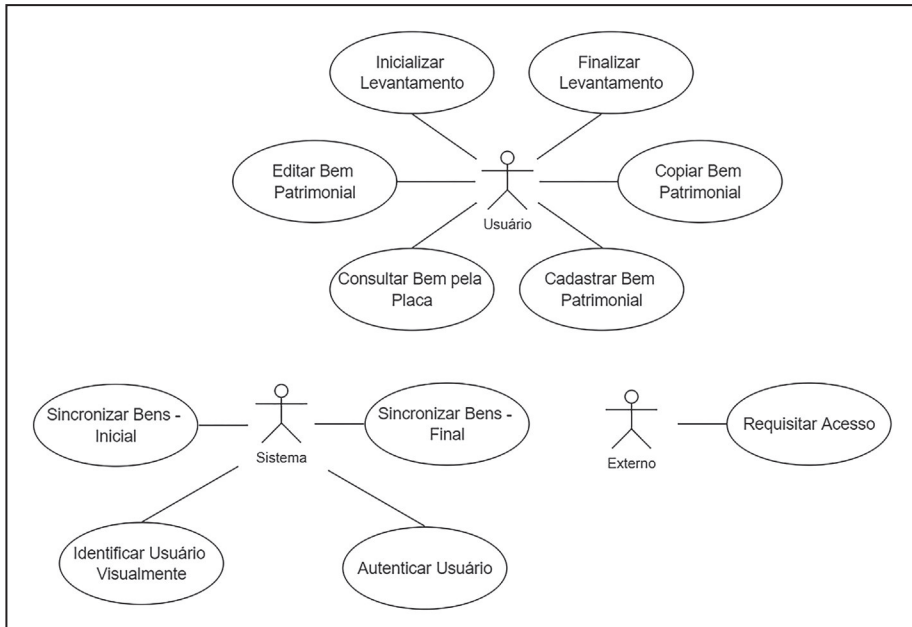 Inicializar
Levantamento
Finalizar
Levantamento
Editar Bem
Patrimonial
Copiar Bem
Patrimonial
Usuário
Consultar Bem pela
Placa
Cadastrar Bem
Patrimonial
Sincronizar Bens -
Inicial
Sincronizar Bens -
Final
Sistema
Requisitar Acesso
Externo
Identificar Usuário
Visualmente
Autenticar Usuário